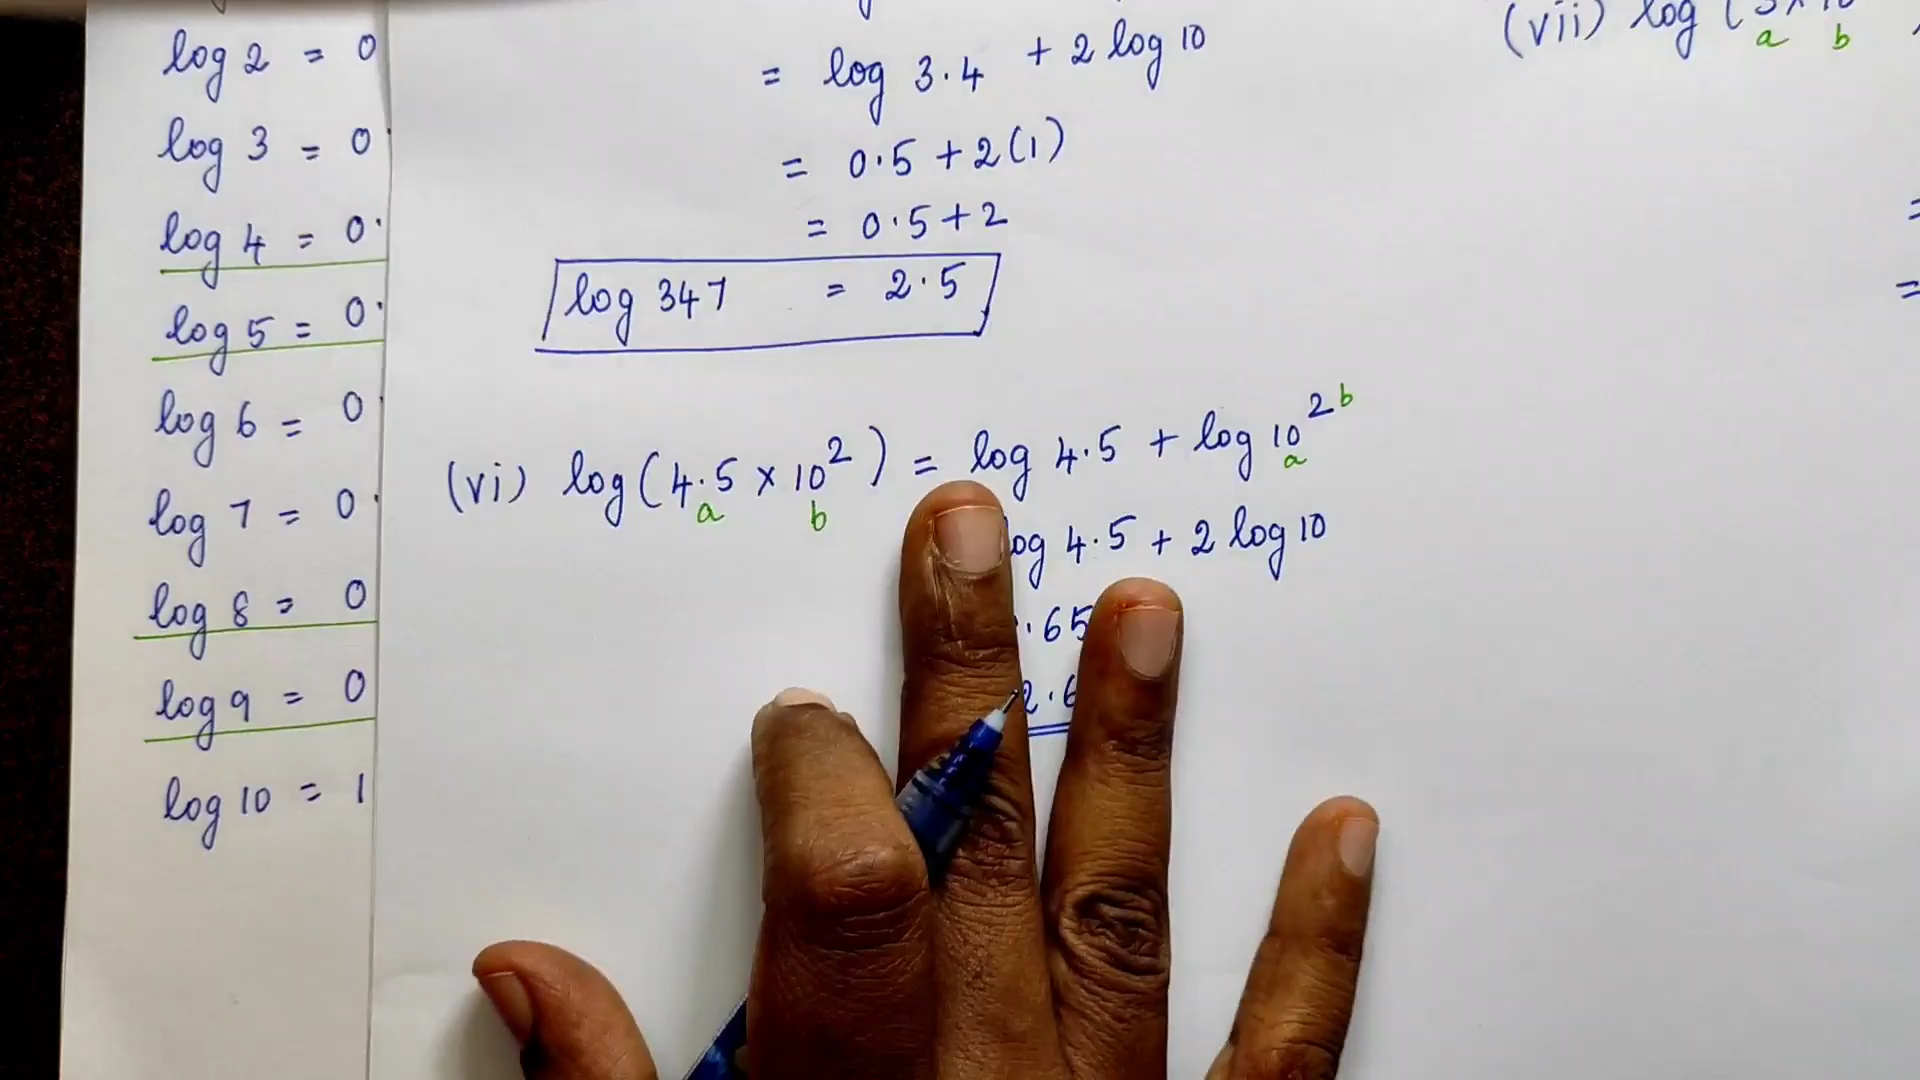 log 2 = 0
log 3 = 0.
log 4 = 0.
log 5 = 0.
log 6 = 0.
log 7 = 0.
log 8 = 0
log 9 = 0
log 10 = 1
= log 3.4 + 2 log 10
= 0.5 + 2(1)
= 0.5 + 2
log 347 = 2.5
(vi) log(4.5 × 10²) = log 4.5 + log 10² b
a b a
log 4.5 + 2 log 10
.65
2.6
(vii) log (
a b
=
=